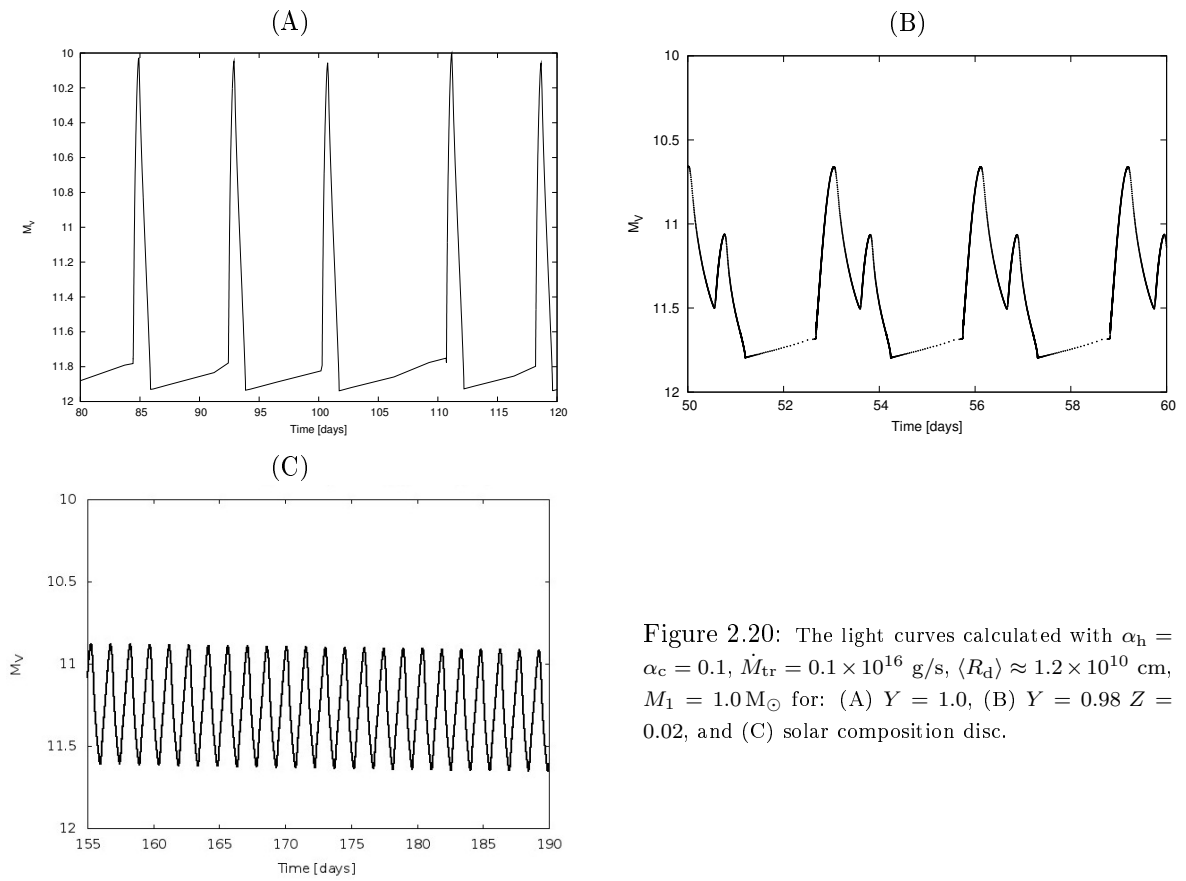 (A)
10
10.2
10.4
10.6
10.8
11
11.2
11.4
11.6
11.8
12
M_V
80 85 90 95 100 105 110 115 120
Time [days]
(B)
10
10.5
11
11.5
12
M_V
50 52 54 56 58 60
Time [days]
(C)
10
10.5
11
11.5
12
M_V
155 160 165 170 175 180 185 190
Time [days]
Figure 2.20: The light curves calculated with α_h =
α_c = 0.1, Ṁ_tr = 0.1 × 10^16 g/s, ⟨R_d⟩ ≈ 1.2 × 10^10 cm,
M_1 = 1.0 M_⊙ for: (A) Y = 1.0, (B) Y = 0.98 Z =
0.02, and (C) solar composition disc.